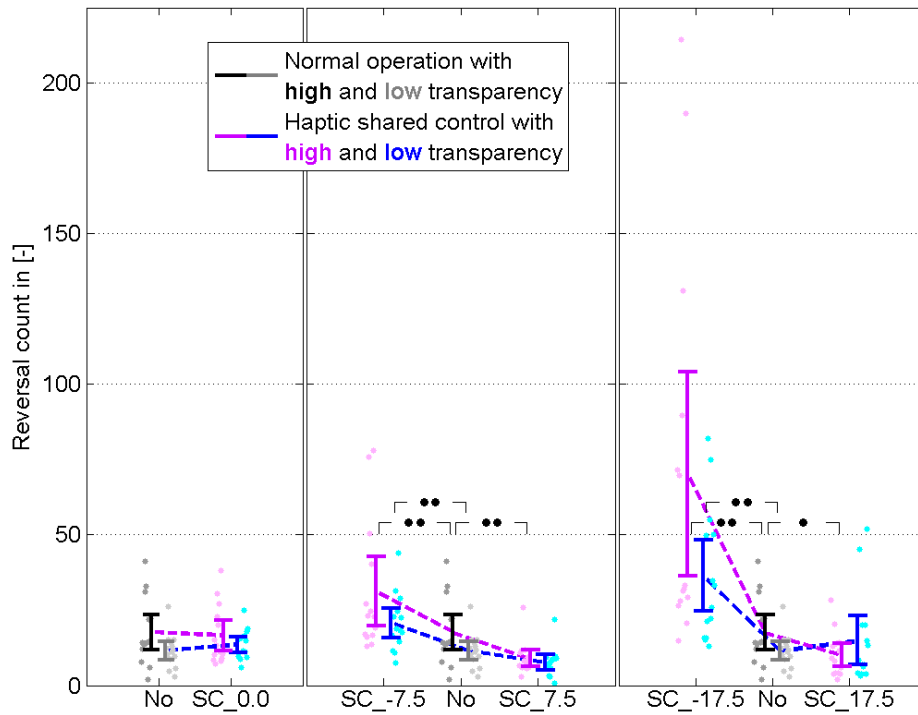 Normal operation with
high and low transparency
Haptic shared control with
high and low transparency
Reversal count in [-]
200
150
100
50
0
No SC_0.0
SC_-7.5 No SC_7.5
SC_-17.5 No SC_17.5